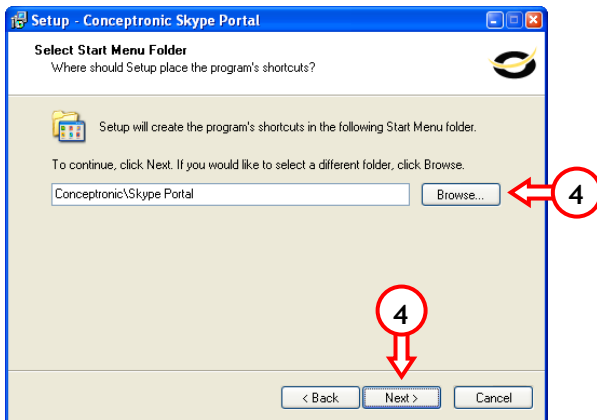 Setup - Conceptronic Skype Portal
Select Start Menu Folder
Where should Setup place the program's shortcuts?
Setup will create the program's shortcuts in the following Start Menu folder.
To continue, click Next. If you would like to select a different folder, click Browse.
Conceptronic\Skype Portal
Browse...
4
4
< Back
Next >
Cancel